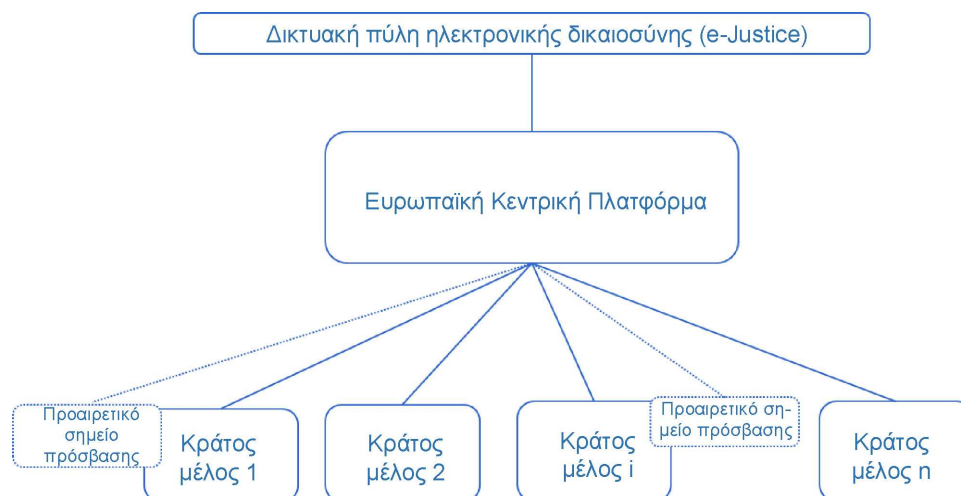 Δικτυακή πύλη ηλεκτρονικής δικαιοσύνης (e-Justice)
Ευρωπαϊκή Κεντρική Πλατφόρμα
Προαιρετικό
σημείο
πρόσβασης
Κράτος
μέλος 1
Κράτος
μέλος 2
Κράτος
μέλος i
Προαιρετικό ση-
μείο πρόσβασης
Κράτος
μέλος n